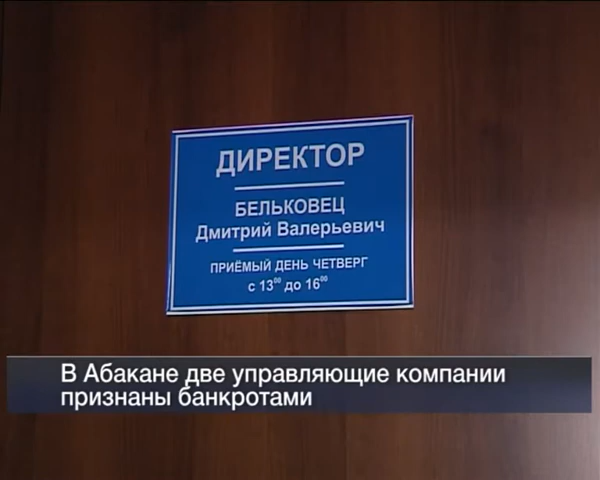 ДИРЕКТОР
БЕЛЬКОВЕЦ
Дмитрий Валерьевич
ПРИЁМЫЙ ДЕНЬ ЧЕТВЕРГ
с 13⁰⁰ до 16⁰⁰
В Абакане две управляющие компании
признаны банкротами